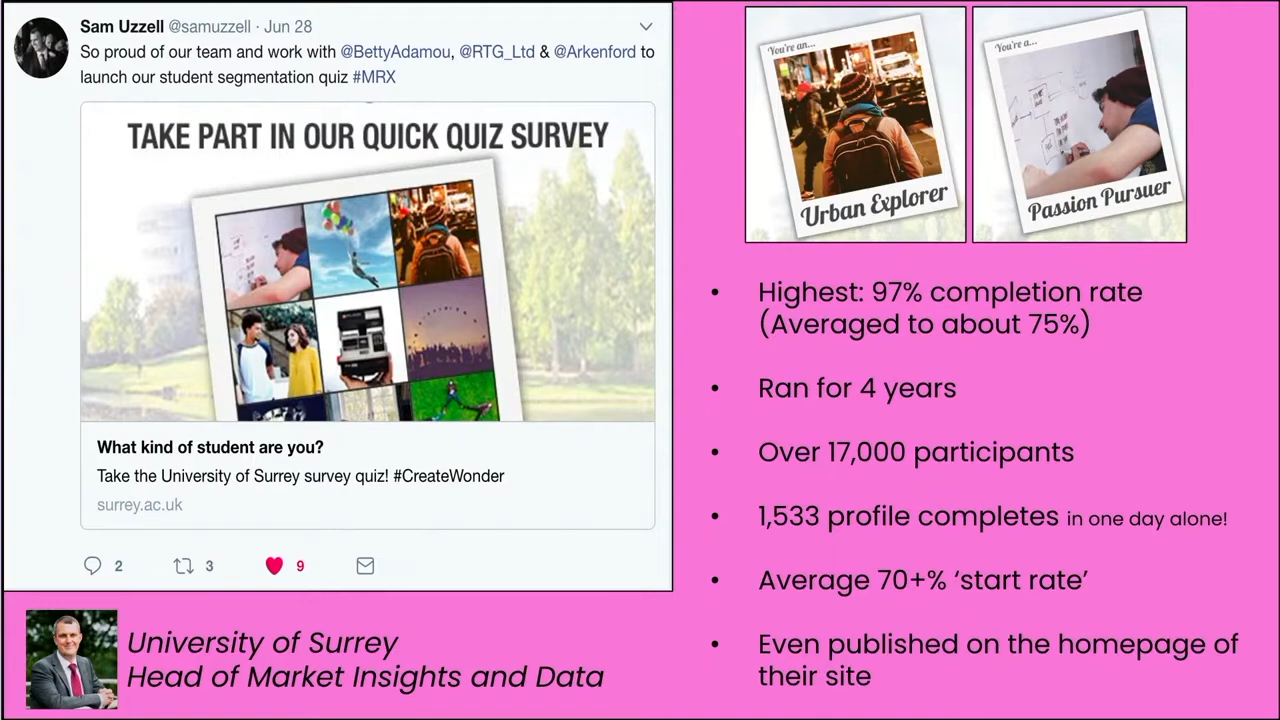 Sam Uzzell @samuzzell · Jun 28
So proud of our team and work with @BettyAdamou, @RTG_Ltd & @Arkenford to
launch our student segmentation quiz #MRX
TAKE PART IN OUR QUICK QUIZ SURVEY
What kind of student are you?
Take the University of Surrey survey quiz! #CreateWonder
surrey.ac.uk
2 3 9
University of Surrey
Head of Market Insights and Data
You're an...
Urban Explorer
You're a...
Passion Pursuer
• Highest: 97% completion rate
(Averaged to about 75%)
• Ran for 4 years
• Over 17,000 participants
• 1,533 profile completes in one day alone!
• Average 70+% ‘start rate’
• Even published on the homepage of
their site